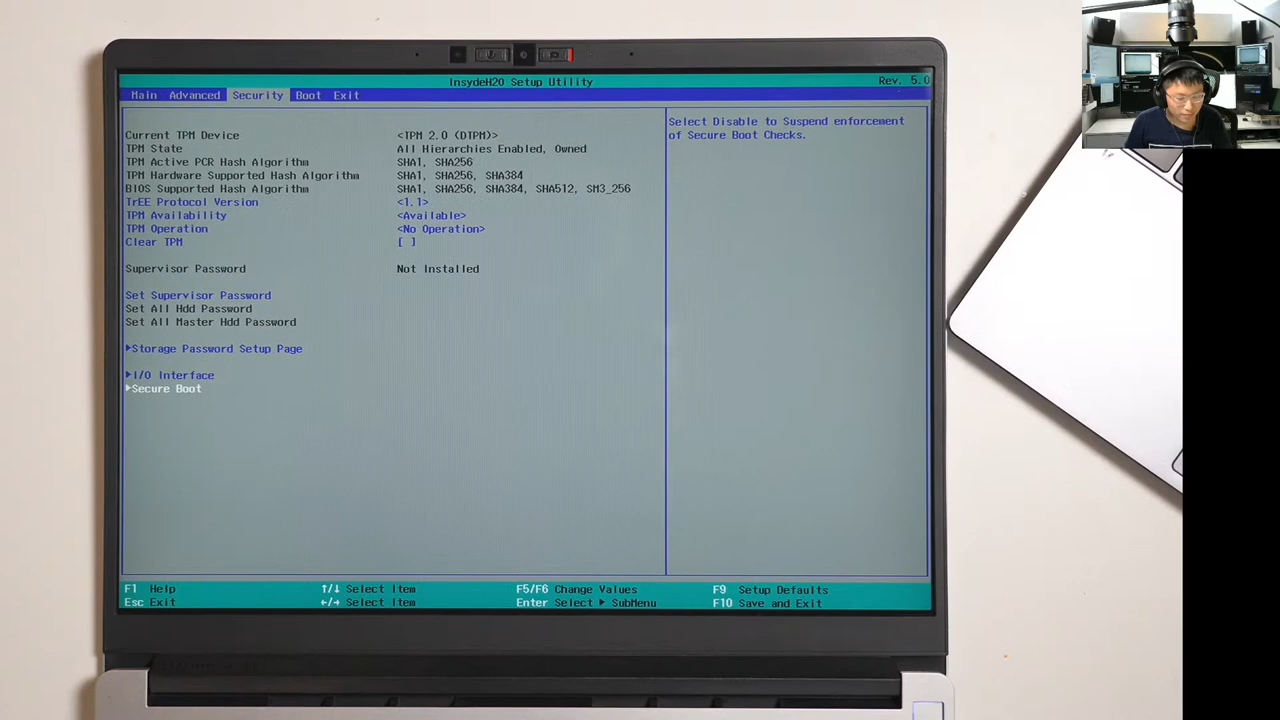 InsydeH2O Setup Utility
Rev. 5.0
Main Advanced Security Boot Exit
Current TPM Device <TPM 2.0 (DTPM)>
TPM State All Hierarchies Enabled, Owned
TPM Active PCR Hash Algorithm SHA1, SHA256
TPM Hardware Supported Hash Algorithm SHA1, SHA256, SHA384
BIOS Supported Hash Algorithm SHA1, SHA256, SHA384, SHA512, SM3_256
TrEE Protocol Version <1.1>
TPM Availability <Available>
TPM Operation <No Operation>
Clear TPM [ ]
Supervisor Password Not Installed
Set Supervisor Password
Set All Hdd Password
Set All Master Hdd Password
▶Storage Password Setup Page
▶I/O Interface
▶Secure Boot
Select Disable to Suspend enforcement
of Secure Boot Checks.
F1 Help ↑/↓ Select Item F5/F6 Change Values F9 Setup Defaults
Esc Exit ←/→ Select Item Enter Select ▶ SubMenu F10 Save and Exit